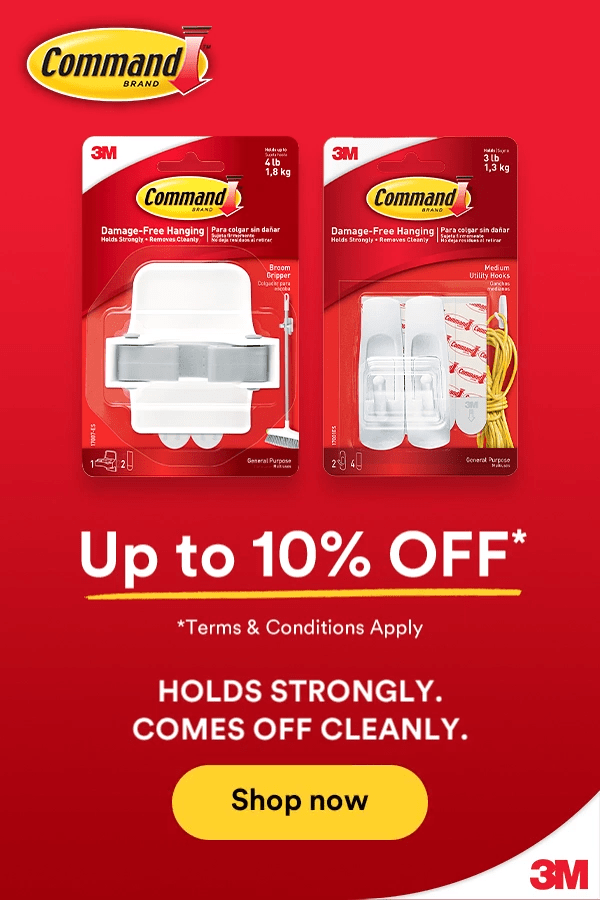 Command™
BRAND
3M
Holds up to
4 lb
1,8 kg
Command
BRAND
Damage-Free Hanging
Holds Strongly • Removes Cleanly
Para colgar sin dañar
Sujeta firmemente
No deja residuos al retirar
Broom
Gripper
Colgador para
escoba
17007-ES
1 2
General Purpose
Multiusos
3M
Holds | Sujeta
3 lb
1,3 kg
Command
BRAND
Damage-Free Hanging
Holds Strongly • Removes Cleanly
Para colgar sin dañar
Sujeta firmemente
No deja residuos al retirar
Medium
Utility Hooks
Ganchos
medianos
Command
3M
17001ES
2 4
General Purpose
Multiusos
Up to 10% OFF*
*Terms & Conditions Apply
HOLDS STRONGLY.
COMES OFF CLEANLY.
Shop now
3M